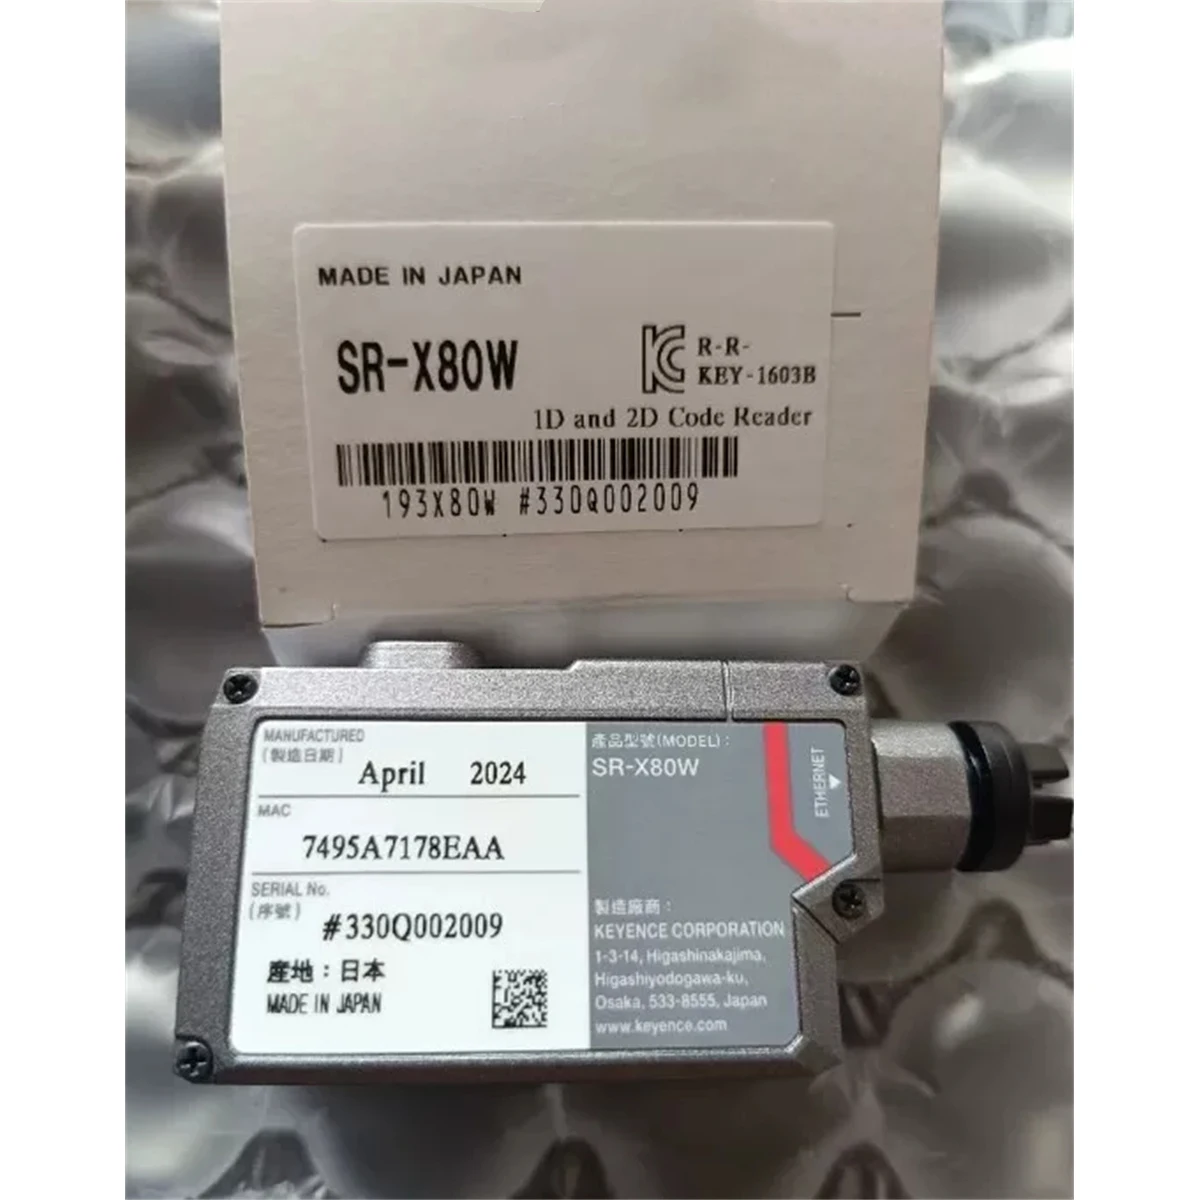 MADE IN JAPAN
SR-X80W
R-R-
KEY-1603B
1D and 2D Code Reader
193X80W #330Q002009
MANUFACTURED
(製造日期)
April 2024
MAC
7495A7178EAA
SERIAL No.
(序號)
#330Q002009
產地：日本
MADE IN JAPAN
產品型號(MODEL)：
SR-X80W
ETHERNET
製造廠商：
KEYENCE CORPORATION
1-3-14, Higashinakajima,
Higashiyodogawa-ku,
Osaka, 533-8555, Japan
www.keyence.com